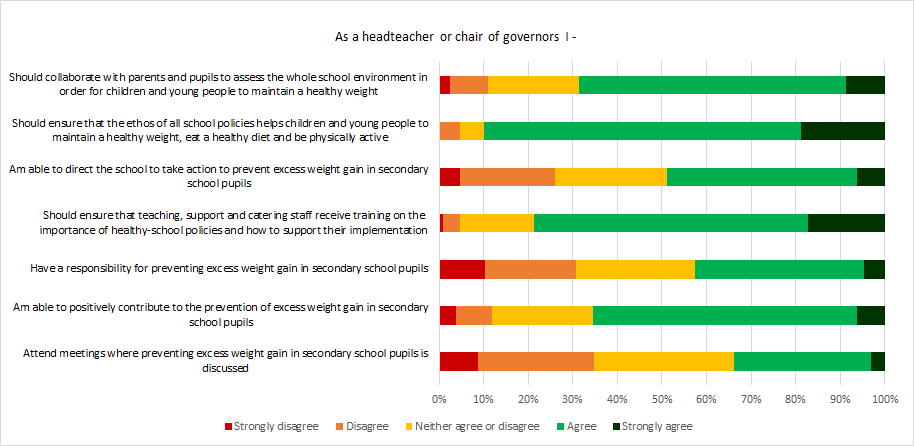 As a headteacher or chair of governors I -
Should collaborate with parents and pupils to assess the whole school environment in
order for children and young people to maintain a healthy weight
Should ensure that the ethos of all school policies helps children and young people to
maintain a healthy weight, eat a healthy diet and be physically active
Am able to direct the school to take action to prevent excess weight gain in secondary
school pupils
Should ensure that teaching, support and catering staff receive training on the
importance of healthy-school policies and how to support their implementation
Have a responsibility for preventing excess weight gain in secondary school pupils
Am able to positively contribute to the prevention of excess weight gain in secondary
school pupils
Attend meetings where preventing excess weight gain in secondary school pupils is
discussed
0% 10% 20% 30% 40% 50% 60% 70% 80% 90% 100%
Strongly disagree Disagree Neither agree or disagree Agree Strongly agree